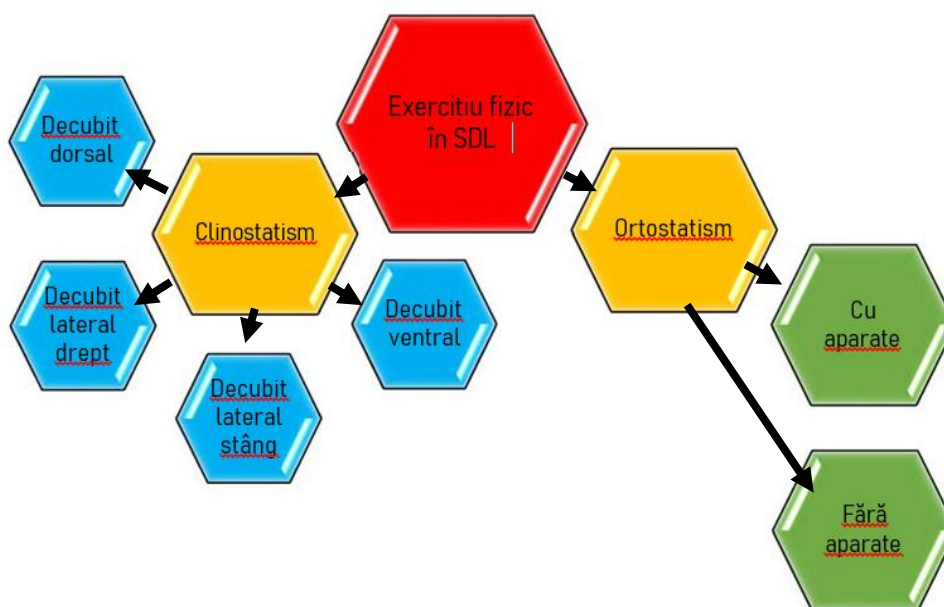 Exercitiu fizic
în SDL
Decubit
dorsal
Clinostatism
Ortostatism
Decubit
lateral
drept
Decubit
ventral
Cu
aparate
Decubit
lateral
stâng
Fără
aparate